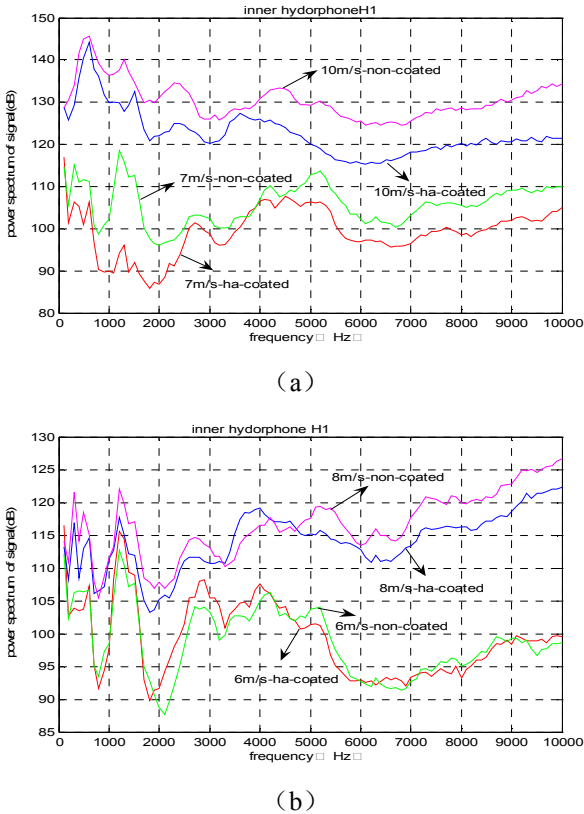 inner hydorphoneH1
150
140
130
120
110
100
90
80
power spectrum of signal(dB)
10m/s-non-coated
7m/s-non-coated
10m/s-ha-coated
7m/s-ha-coated
0 1000 2000 3000 4000 5000 6000 7000 8000 9000 10000
frequency□ Hz□
(a)
inner hydorphone H1
130
125
120
115
110
105
100
95
90
85
power spectrum of signal(dB)
8m/s-non-coated
8m/s-ha-coated
6m/s-non-coated
6m/s-ha-coated
0 1000 2000 3000 4000 5000 6000 7000 8000 9000 10000
frequency□ Hz□
(b)